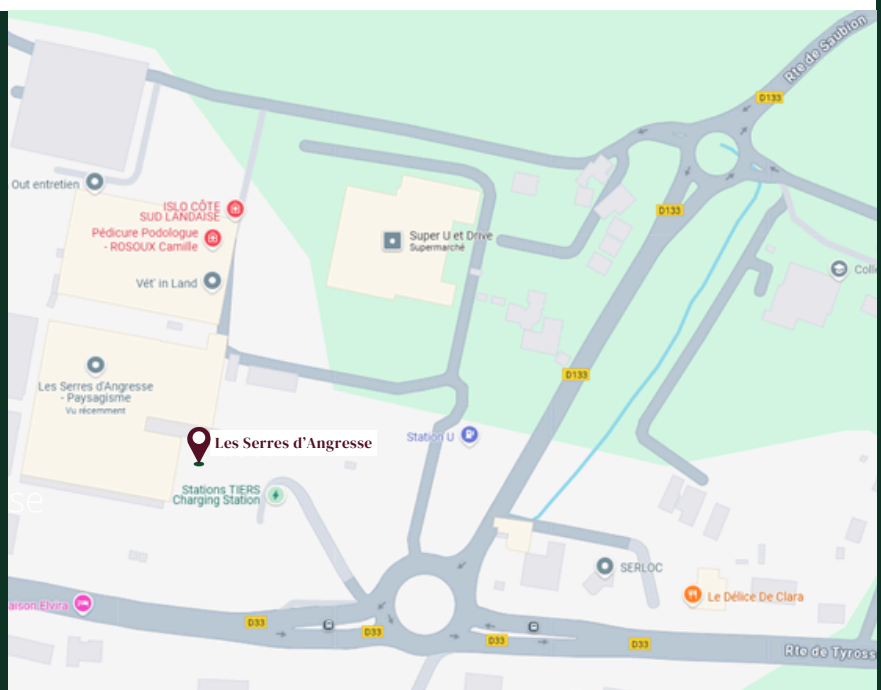 Rte de Saubion
D133
Out entretien
ISLO CÔTE
SUD LANDAISE
D133
Pédicure Podologue
- ROSOUX Camille
Super U et Drive
Supermarché
Colle
Vét' in Land
D133
Les Serres d'Angresse
- Paysagisme
Vu récemment
Station U
Les Serres d'Angresse
Stations TIERS
Charging Station
se
SERLOC
Le Délice De Clara
aison Elvira
D33
D33
D33
D33
Rte de Tyross